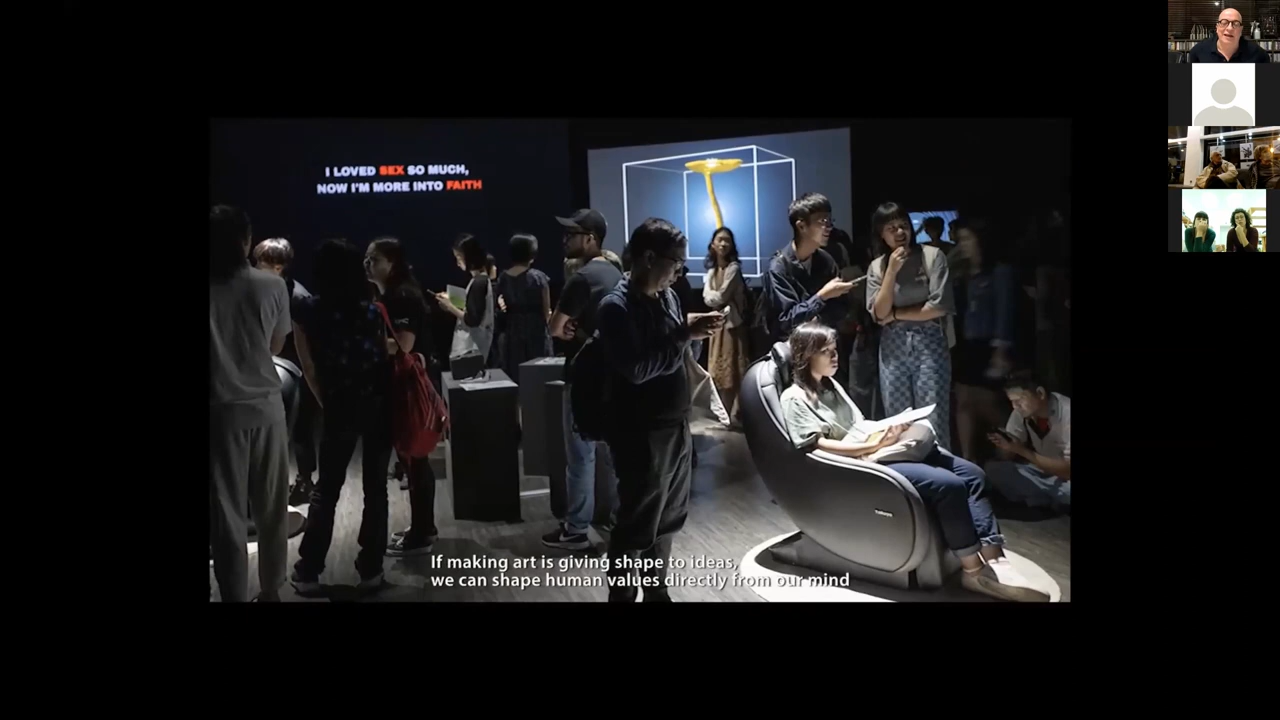 I LOVED SEX SO MUCH,
NOW I'M MORE INTO FAITH
If making art is giving shape to ideas,
we can shape human values directly from our mind